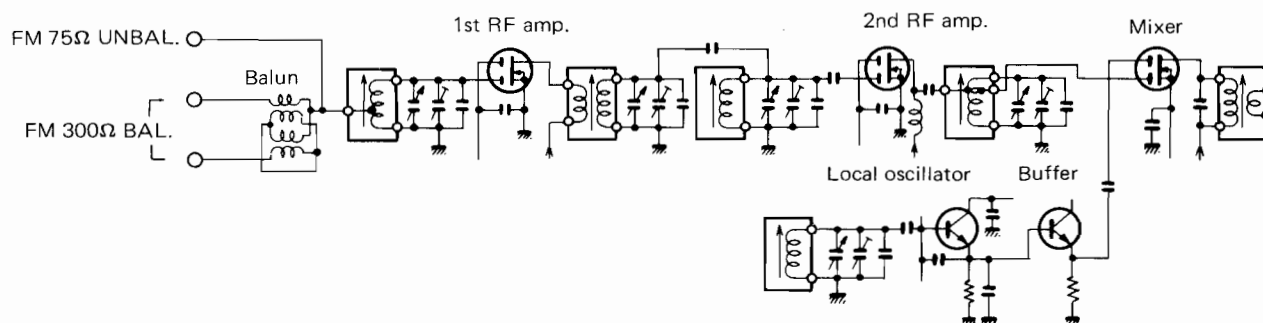 1st RF amp.
2nd RF amp.
Mixer
FM 75Ω UNBAL.
Balun
FM 300Ω BAL.
Local oscillator
Buffer